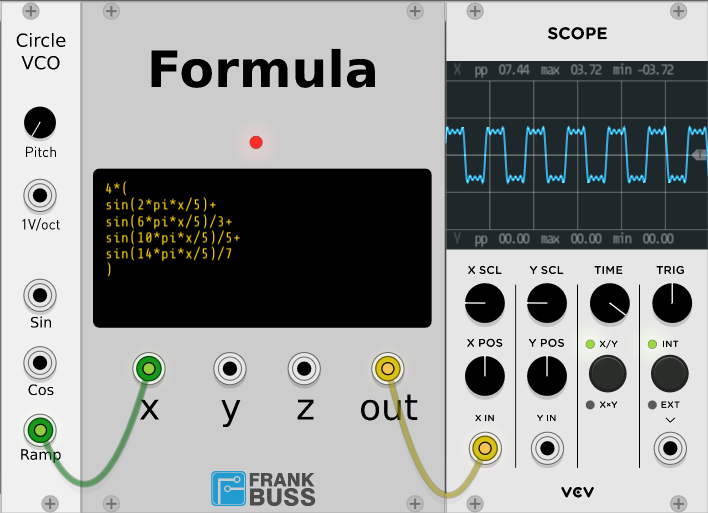 Circle
VCO
Pitch
1V/oct
Sin
Cos
Ramp
Formula
4*(
sin(2*pi*x/5)+
sin(6*pi*x/5)/3+
sin(10*pi*x/5)/5+
sin(14*pi*x/5)/7
)
x y z out
FRANK
BUSS
SCOPE
X pp 07.44 max 03.72 min -03.72
T
Y pp 00.00 max 00.00 min 00.00
X SCL Y SCL TIME TRIG
X POS Y POS X/Y INT
X×Y EXT
X IN Y IN
VCV